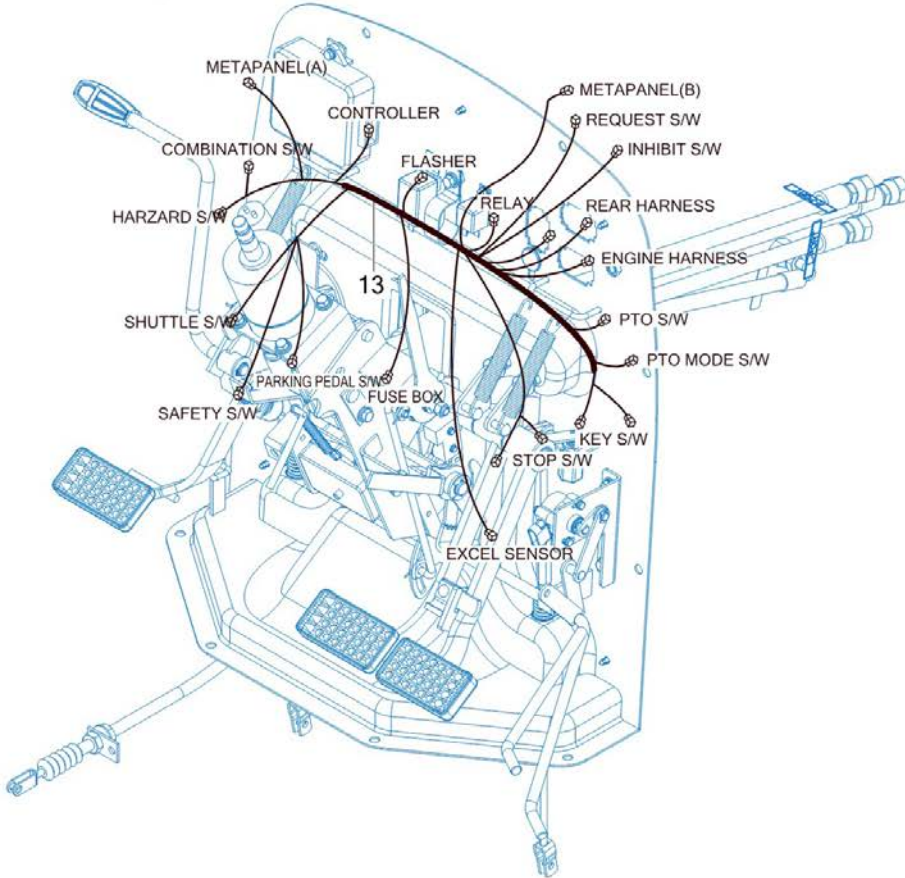 METAPANEL(A)
METAPANEL(B)
CONTROLLER
REQUEST S/W
COMBINATION S/W
INHIBIT S/W
FLASHER
RELAY
REAR HARNESS
HARZARD S/W
ENGINE HARNESS
13
SHUTTLE S/W
PTO S/W
PTO MODE S/W
PARKING PEDAL S/W
FUSE BOX
SAFETY S/W
KEY S/W
STOP S/W
EXCEL SENSOR